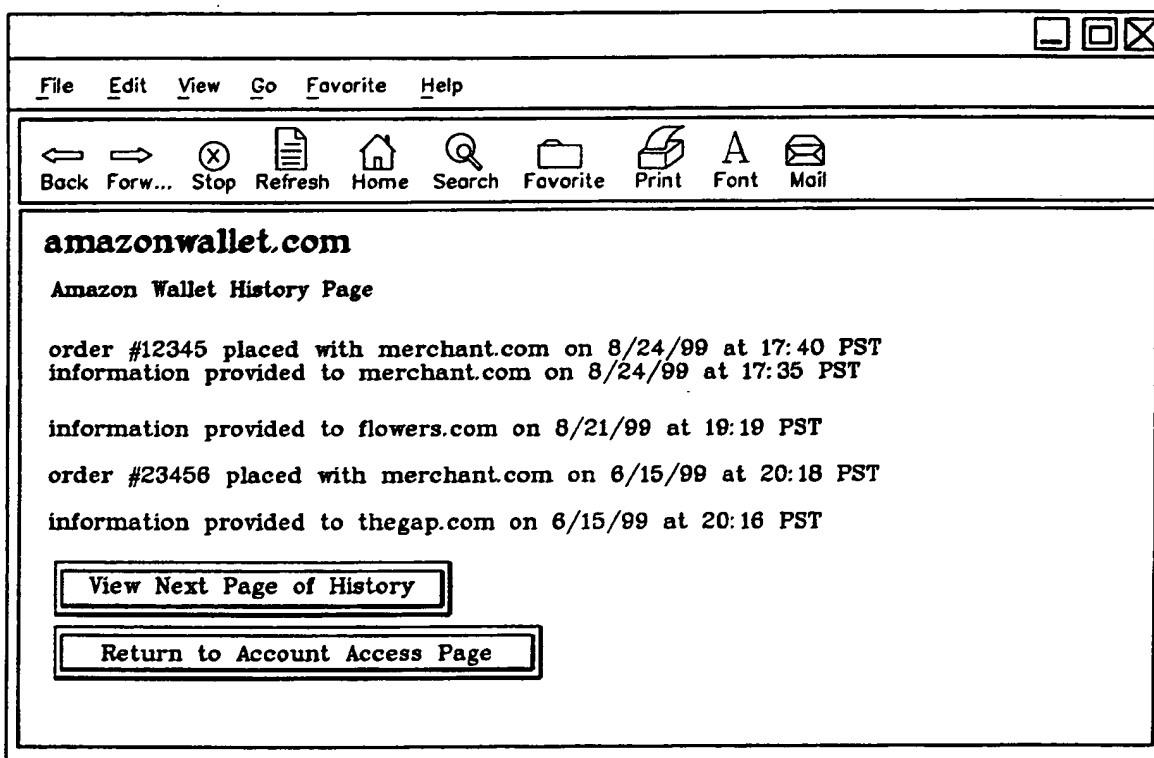 File Edit View Go Favorite Help
Back Forw... Stop Refresh Home Search Favorite Print Font Mail
amazonwallet.com
Amazon Wallet History Page
order #12345 placed with merchant.com on 8/24/99 at 17:40 PST
information provided to merchant.com on 8/24/99 at 17:35 PST
information provided to flowers.com on 8/21/99 at 19:19 PST
order #23456 placed with merchant.com on 6/15/99 at 20:18 PST
information provided to thegap.com on 6/15/99 at 20:16 PST
View Next Page of History
Return to Account Access Page